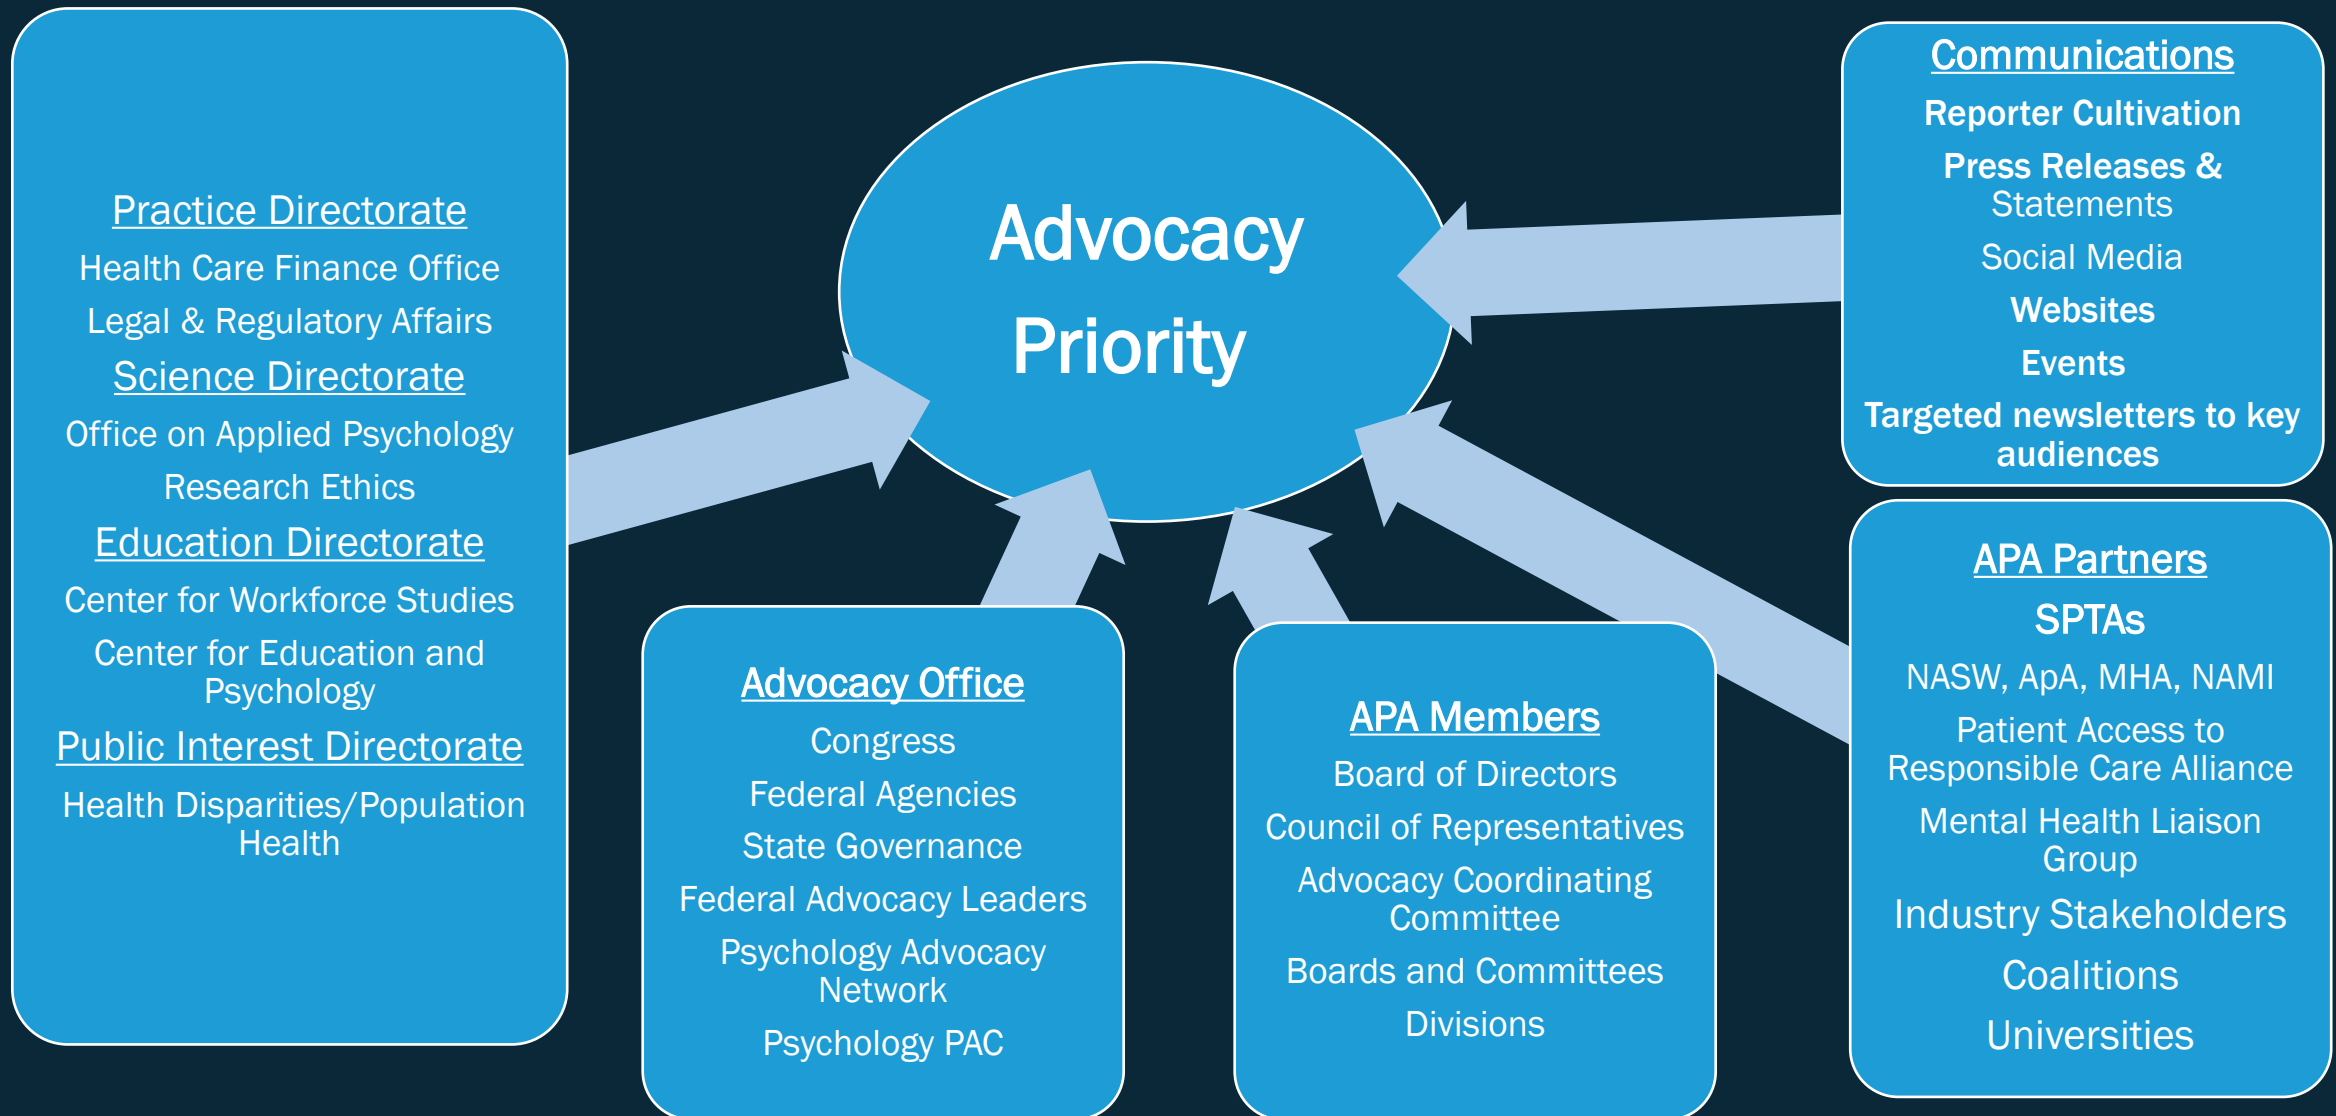 Practice Directorate
Health Care Finance Office
Legal & Regulatory Affairs
Science Directorate
Office on Applied Psychology
Research Ethics
Education Directorate
Center for Workforce Studies
Center for Education and
Psychology
Public Interest Directorate
Health Disparities/Population
Health
Advocacy
Priority
Advocacy Office
Congress
Federal Agencies
State Governance
Federal Advocacy Leaders
Psychology Advocacy
Network
Psychology PAC
APA Members
Board of Directors
Council of Representatives
Advocacy Coordinating
Committee
Boards and Committees
Divisions
Communications
Reporter Cultivation
Press Releases &
Statements
Social Media
Websites
Events
Targeted newsletters to key
audiences
APA Partners
SPTAs
NASW, ApA, MHA, NAMI
Patient Access to
Responsible Care Alliance
Mental Health Liaison
Group
Industry Stakeholders
Coalitions
Universities